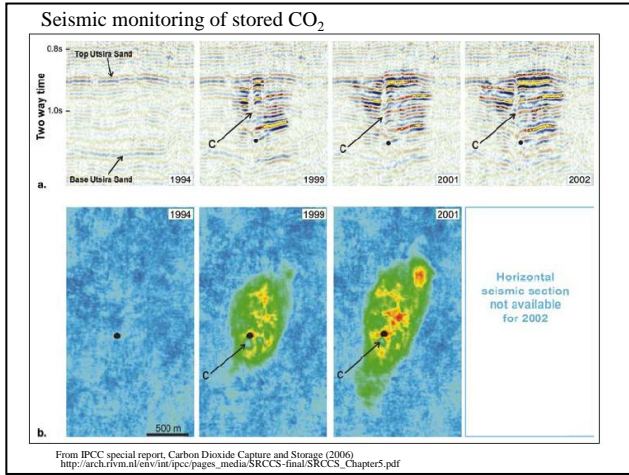 Seismic monitoring of stored CO₂
0.8s
Top Utsira Sand
Two way time
1.0s
C
C
C
Base Utsira Sand
1994
1999
2001
2002
a.
1994
1999
2001
Horizontal
seismic section
not available
for 2002
C
C
500 m
b.
From IPCC special report, Carbon Dioxide Capture and Storage (2006)
http://arch.rivm.nl/env/int/ipcc/pages_media/SRCCS-final/SRCCS_Chapter5.pdf